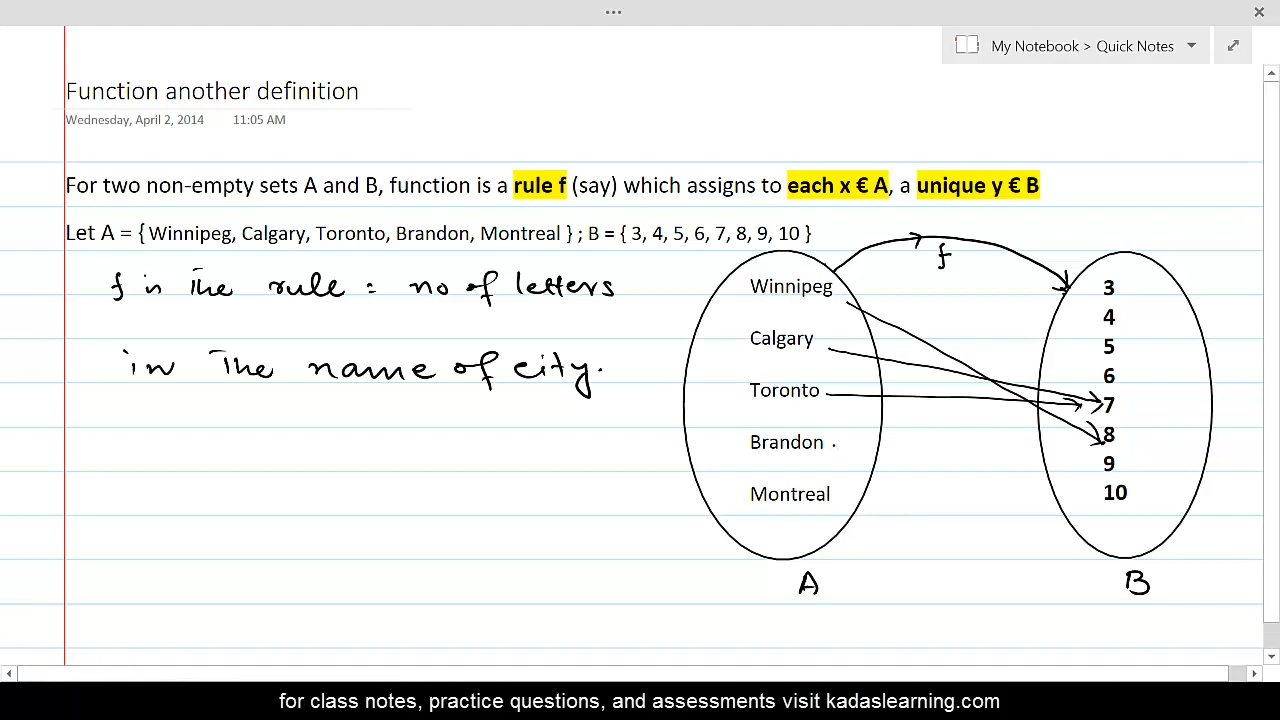 My Notebook > Quick Notes
Function another definition
Wednesday, April 2, 2014 11:05 AM
For two non-empty sets A and B, function is a rule f (say) which assigns to each x € A, a unique y € B
Let A = { Winnipeg, Calgary, Toronto, Brandon, Montreal } ; B = { 3, 4, 5, 6, 7, 8, 9, 10 }
f is the rule : no of letters
in the name of city.
f
Winnipeg
Calgary
Toronto
Brandon
Montreal
A
3
4
5
6
7
8
9
10
B
for class notes, practice questions, and assessments visit kadaslearning.com